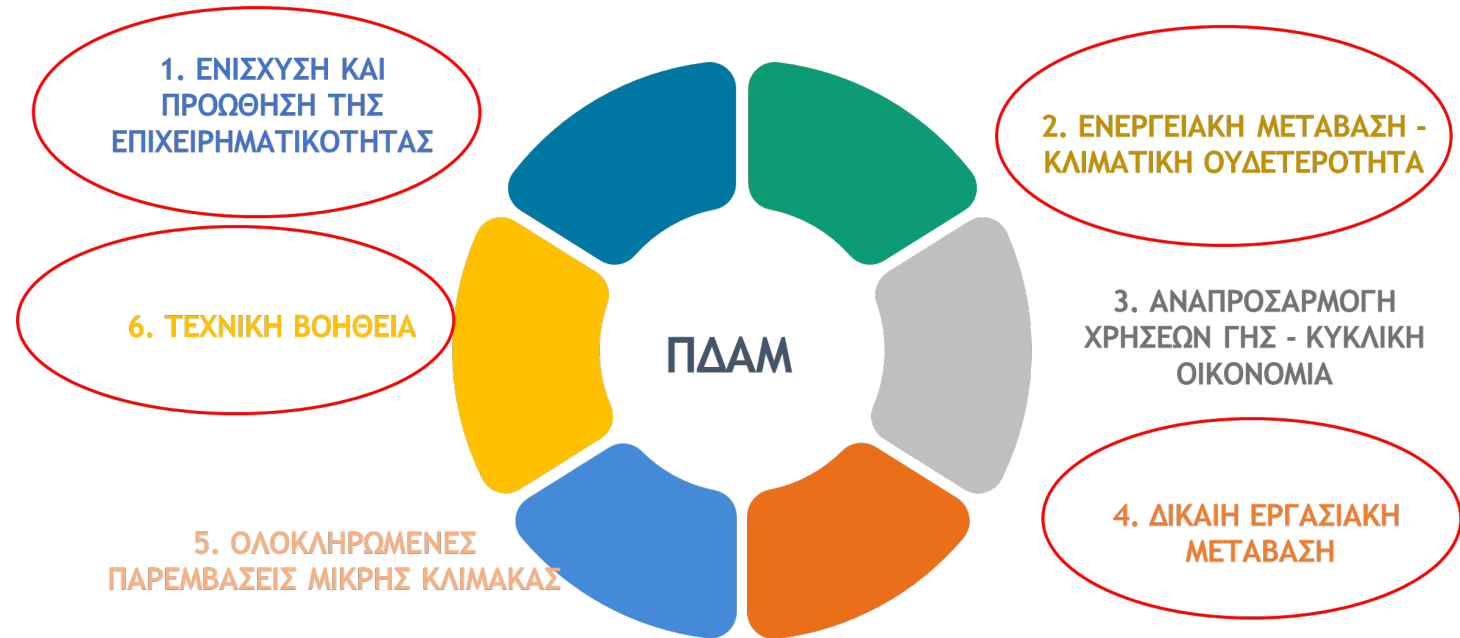 1. ΕΝΙΣΧΥΣΗ ΚΑΙ
ΠΡΟΩΘΗΣΗ ΤΗΣ
ΕΠΙΧΕΙΡΗΜΑΤΙΚΟΤΗΤΑΣ
2. ΕΝΕΡΓΕΙΑΚΗ ΜΕΤΑΒΑΣΗ -
ΚΛΙΜΑΤΙΚΗ ΟΥΔΕΤΕΡΟΤΗΤΑ
3. ΑΝΑΠΡΟΣΑΡΜΟΓΗ
ΧΡΗΣΕΩΝ ΓΗΣ - ΚΥΚΛΙΚΗ
ΟΙΚΟΝΟΜΙΑ
4. ΔΙΚΑΙΗ ΕΡΓΑΣΙΑΚΗ
ΜΕΤΑΒΑΣΗ
5. ΟΛΟΚΛΗΡΩΜΕΝΕΣ
ΠΑΡΕΜΒΑΣΕΙΣ ΜΙΚΡΗΣ ΚΛΙΜΑΚΑΣ
6. ΤΕΧΝΙΚΗ ΒΟΗΘΕΙΑ
ΠΔΑΜ